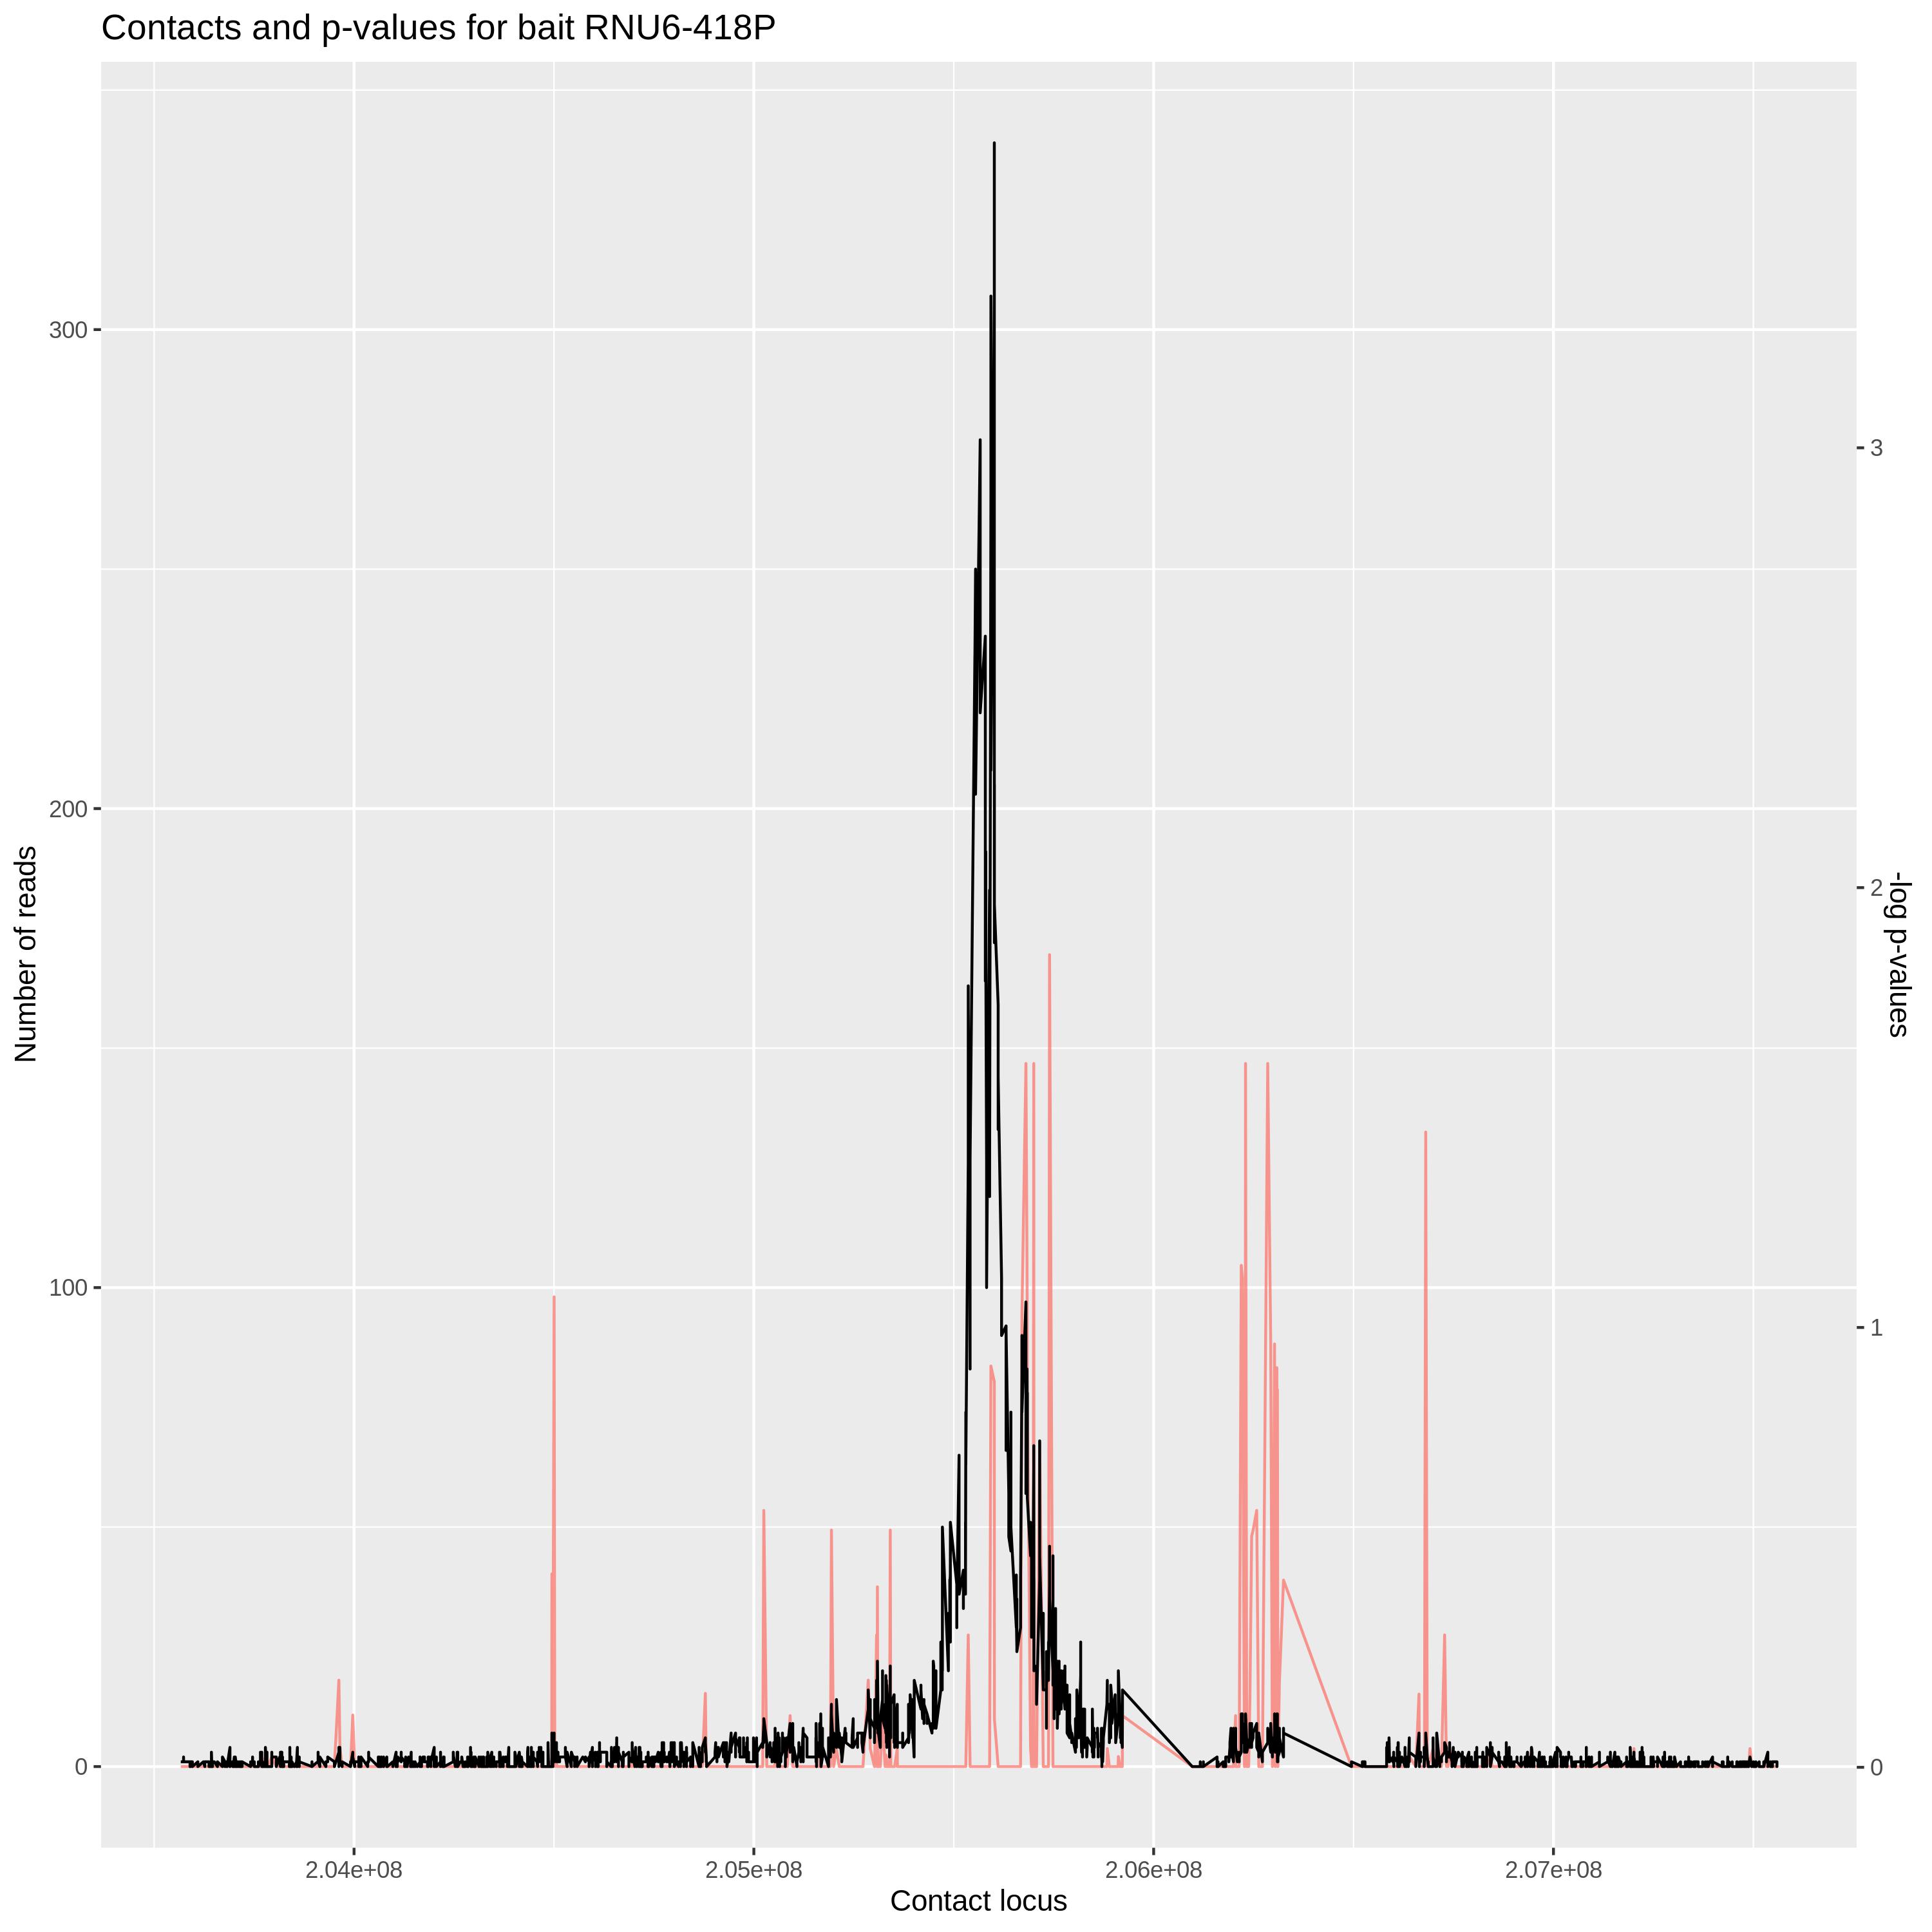 Contacts and p-values for bait RNU6-418P
Number of reads
300
200
100
0
3
2
1
0
-log p-values
2.04e+08
2.05e+08
2.06e+08
2.07e+08
Contact locus